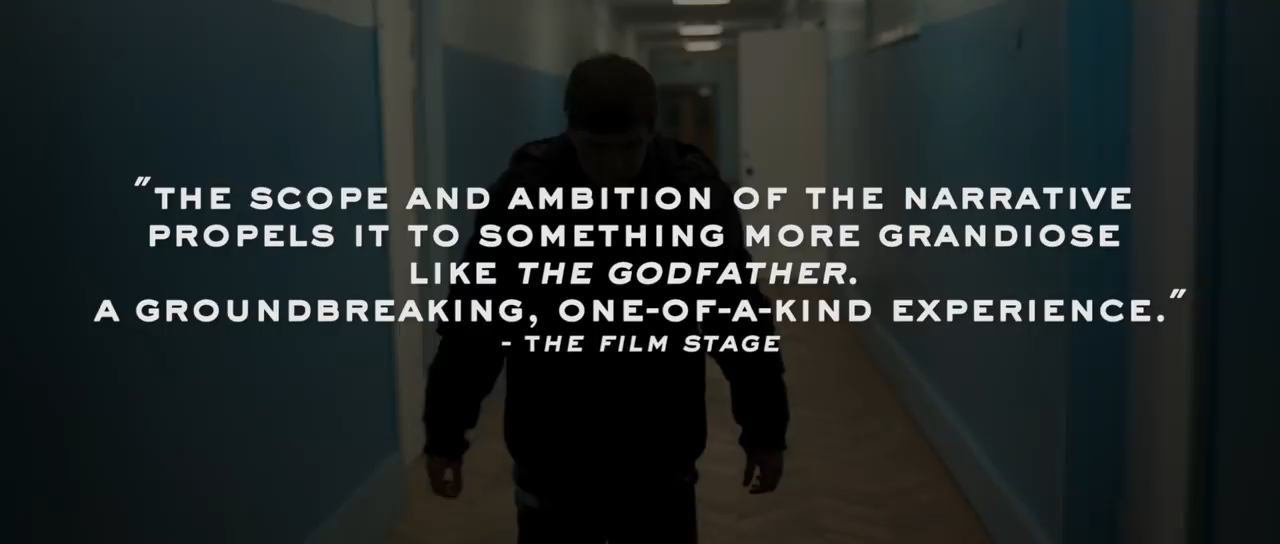 "THE SCOPE AND AMBITION OF THE NARRATIVE
PROPELS IT TO SOMETHING MORE GRANDIOSE
LIKE THE GODFATHER.
A GROUNDBREAKING, ONE-OF-A-KIND EXPERIENCE."
- THE FILM STAGE